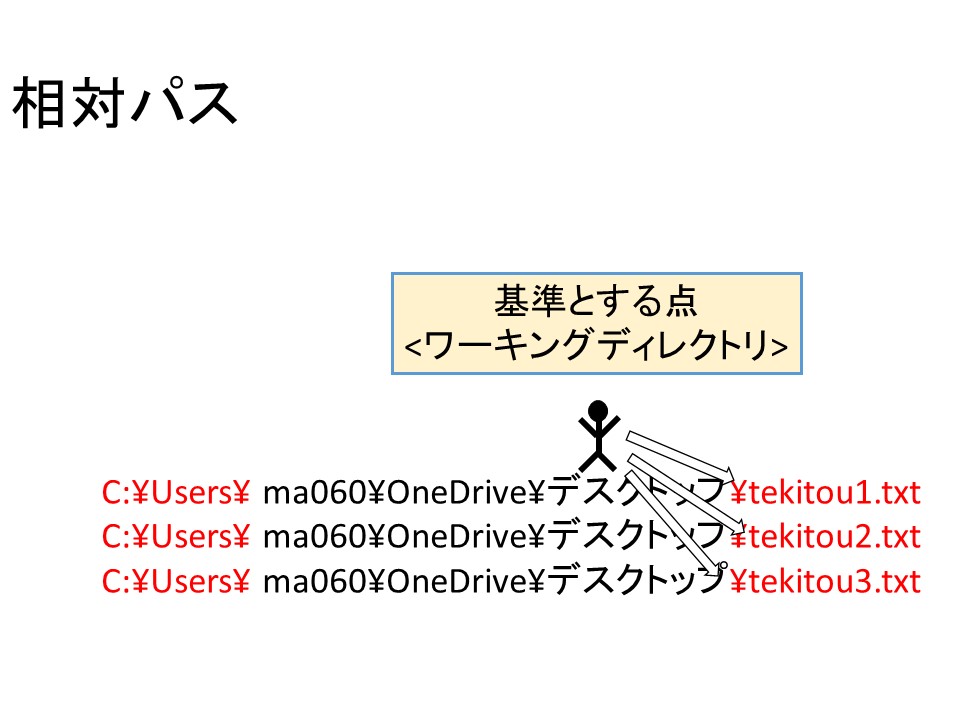 相対パス
基準とする点
<ワーキングディレクトリ>
C:¥Users¥ ma060¥OneDrive¥デスクトップ¥tekitou1.txt
C:¥Users¥ ma060¥OneDrive¥デスクトップ¥tekitou2.txt
C:¥Users¥ ma060¥OneDrive¥デスクトップ¥tekitou3.txt